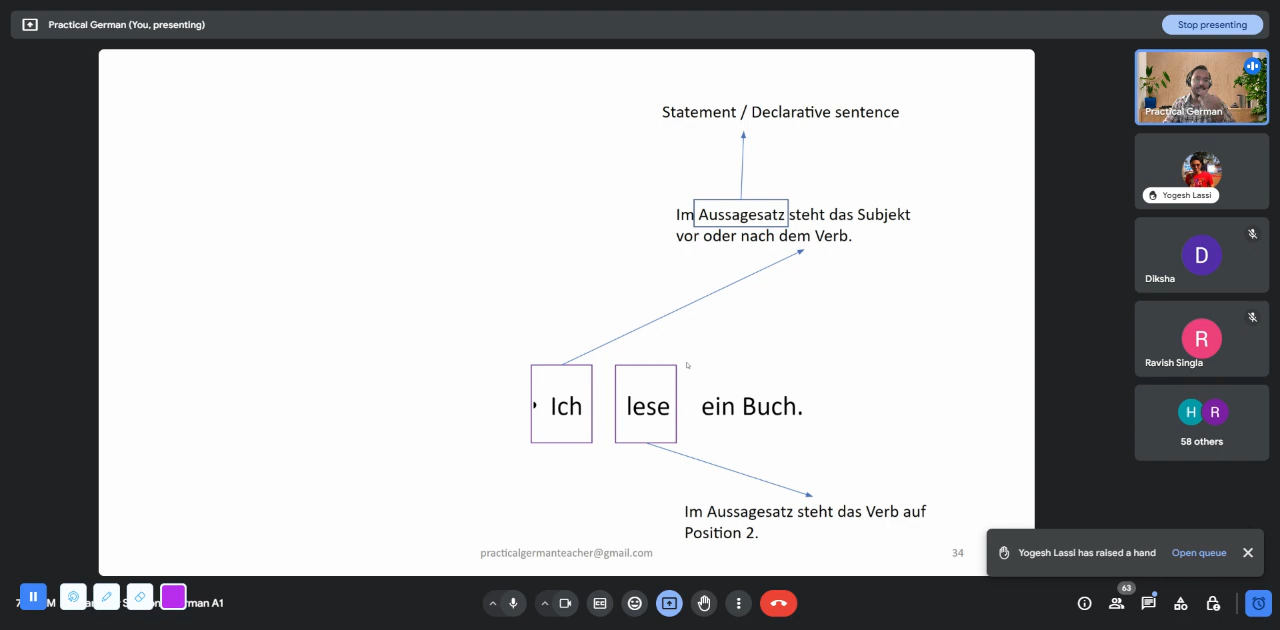 Practical German (You, presenting)
Stop presenting
Statement / Declarative sentence
Im Aussagesatz steht das Subjekt
vor oder nach dem Verb.
Ich lese ein Buch.
Im Aussagesatz steht das Verb auf
Position 2.
practicalgermanteacher@gmail.com
34
Practical German
Yogesh Lassi
D
Diksha
R
Ravish Singla
H R
58 others
Yogesh Lassi has raised a hand
Open queue
63
rman A1